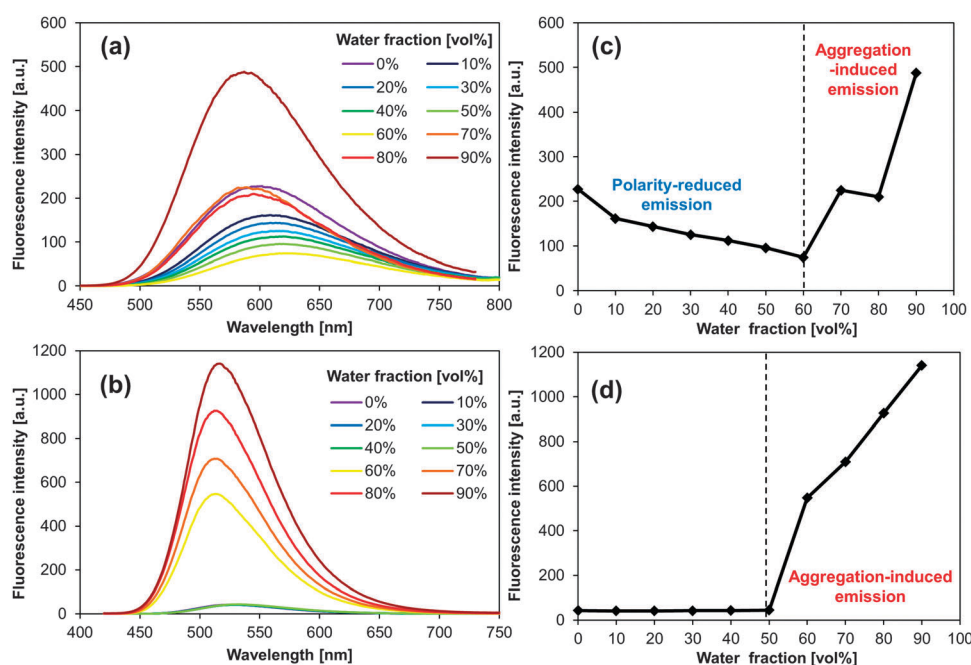 (a)
Water fraction [vol%]
0% 10%
20% 30%
40% 50%
60% 70%
80% 90%
Fluorescence intensity [a.u.]
600
500
400
300
200
100
0
450 500 550 600 650 700 750 800
Wavelength [nm]
(c)
Aggregation
-induced
emission
Polarity-reduced
emission
Fluorescence intensity [a.u.]
600
500
400
300
200
100
0
0 10 20 30 40 50 60 70 80 90 100
Water fraction [vol%]
(b)
Water fraction [vol%]
0% 10%
20% 30%
40% 50%
60% 70%
80% 90%
Fluorescence intensity [a.u.]
1200
1000
800
600
400
200
0
400 450 500 550 600 650 700 750
Wavelength [nm]
(d)
Aggregation-induced
emission
Fluorescence intensity [a.u.]
1200
1000
800
600
400
200
0
0 10 20 30 40 50 60 70 80 90 100
Water fraction [vol%]